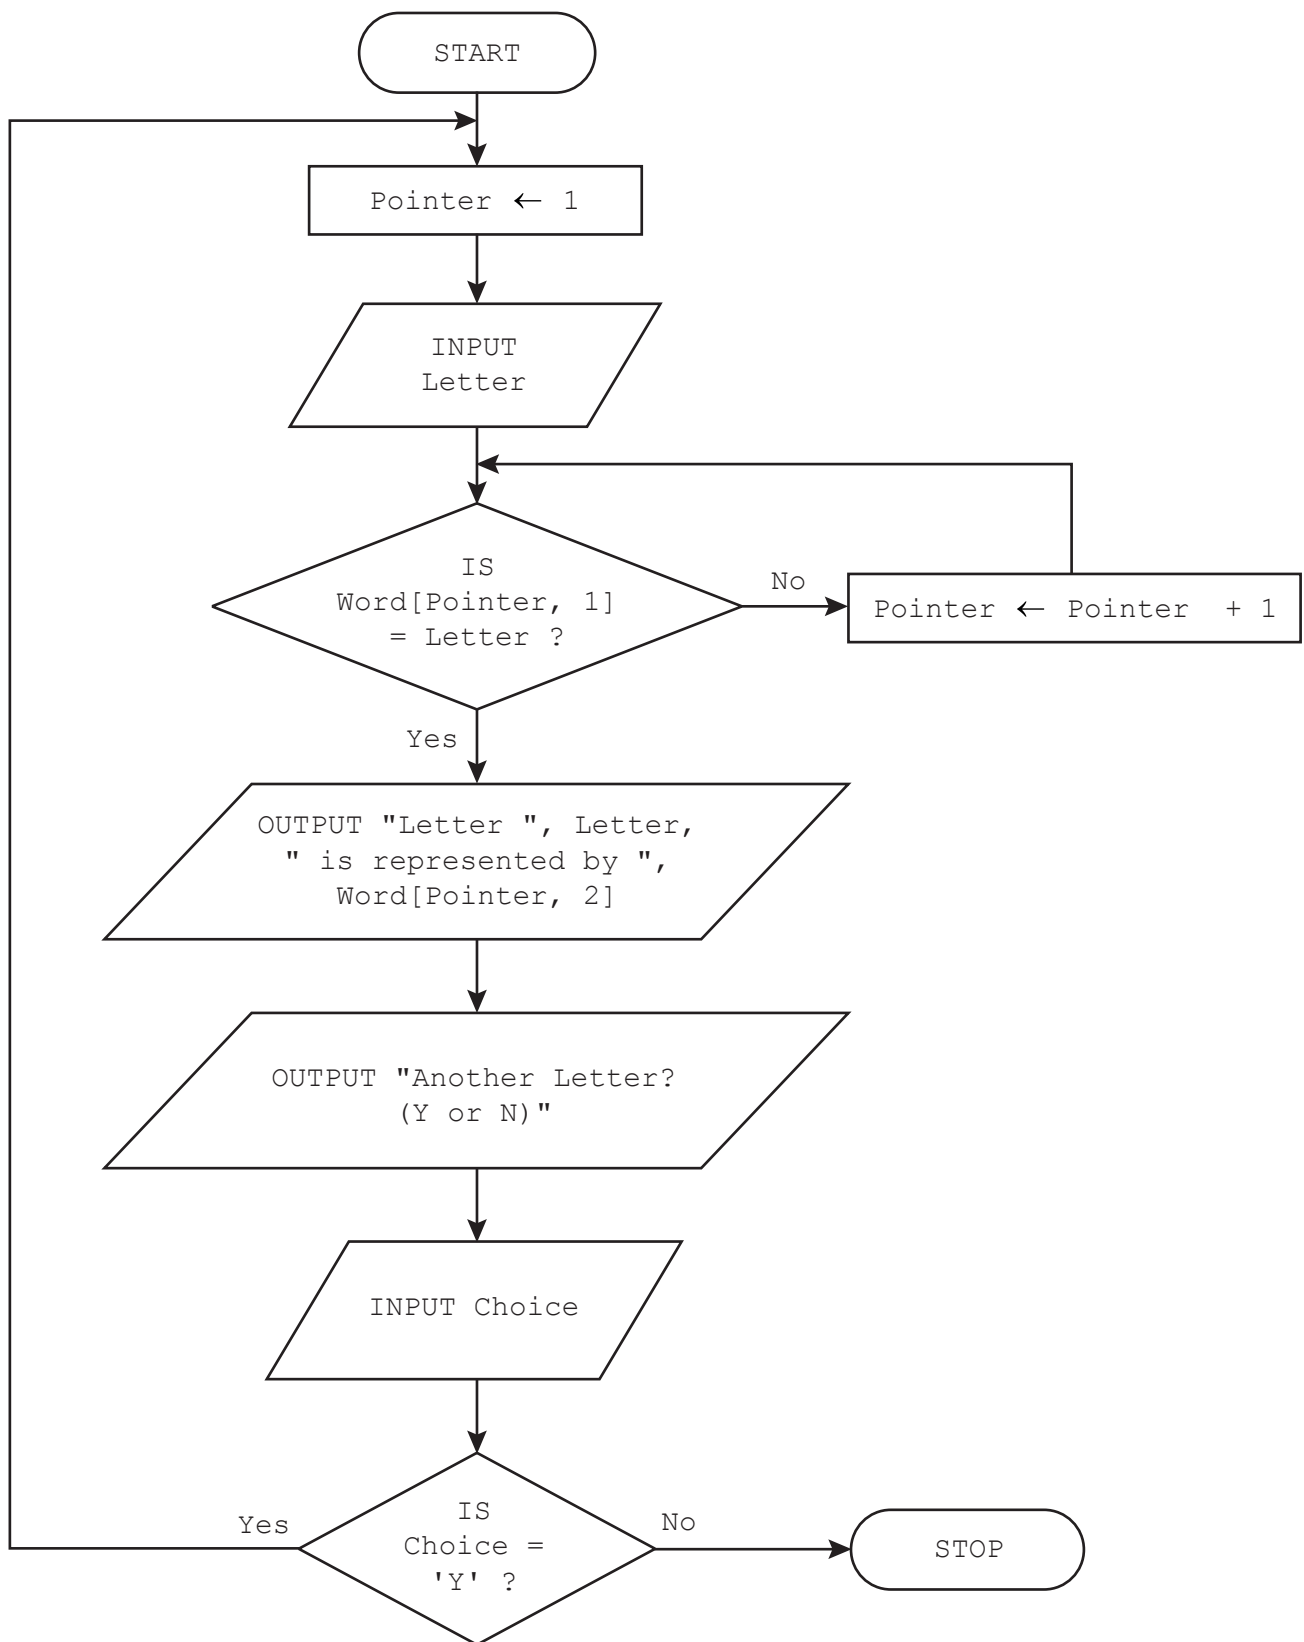 START
Pointer ← 1
INPUT
Letter
IS
Word[Pointer, 1]
= Letter ?
No
Pointer ← Pointer + 1
Yes
OUTPUT "Letter ", Letter,
" is represented by ",
Word[Pointer, 2]
OUTPUT "Another Letter?
(Y or N)"
INPUT Choice
Yes
IS
Choice =
'Y' ?
No
STOP